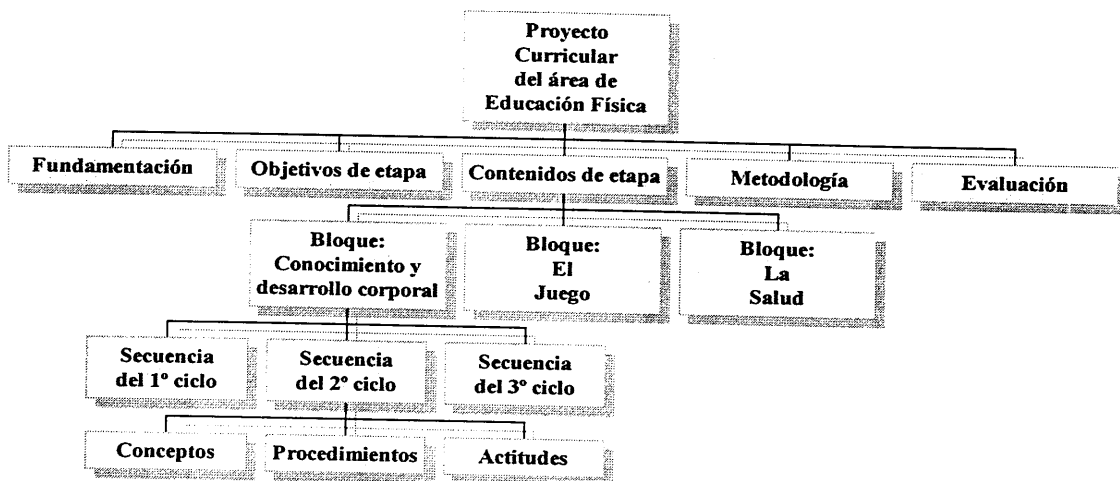 Proyecto
Curricular
del área de
Educación Física
Fundamentación
Objetivos de etapa
Contenidos de etapa
Metodología
Evaluación
Bloque:
Conocimiento y
desarrollo corporal
Bloque:
El
Juego
Bloque:
La
Salud
Secuencia
del 1º ciclo
Secuencia
del 2º ciclo
Secuencia
del 3º ciclo
Conceptos
Procedimientos
Actitudes